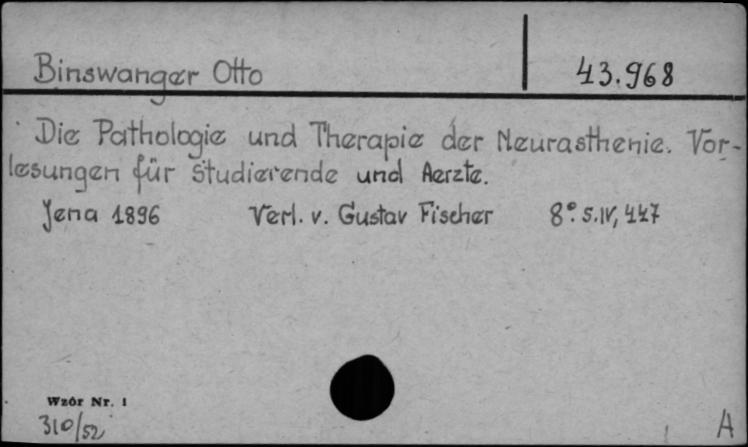 Binswanger Otto 43.968
Die Pathologie und Therapie der Neurasthenie. Vor-
lesungen für Studierende und Aerzte.
Jena 1896 Verl. v. Gustav Fischer 8° S. IV, 447
Wzór Nr. 1
310/52 A